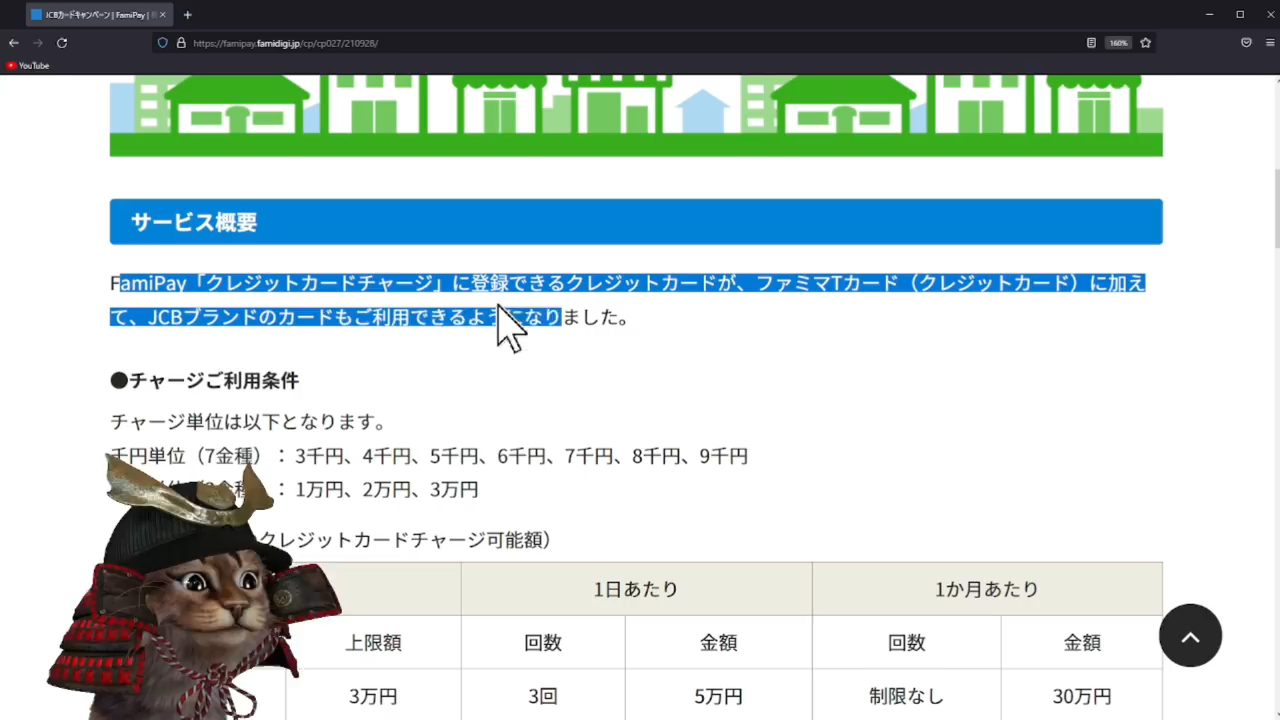 JCBカードキャンペーン | FamiPay |
https://famipay.famidigi.jp/cp/cp027/210928/
160%
YouTube
サービス概要
FamiPay「クレジットカードチャージ」に登録できるクレジットカードが、ファミマTカード（クレジットカード）に加え
て、JCBブランドのカードもご利用できるようになりました。
●チャージご利用条件
チャージ単位は以下となります。
千円単位（7金種）： 3千円、4千円、5千円、6千円、7千円、8千円、9千円
： 1万円、2万円、3万円
クレジットカードチャージ可能額）
1日あたり 1か月あたり
上限額 回数 金額 回数 金額
3万円 3回 5万円 制限なし 30万円